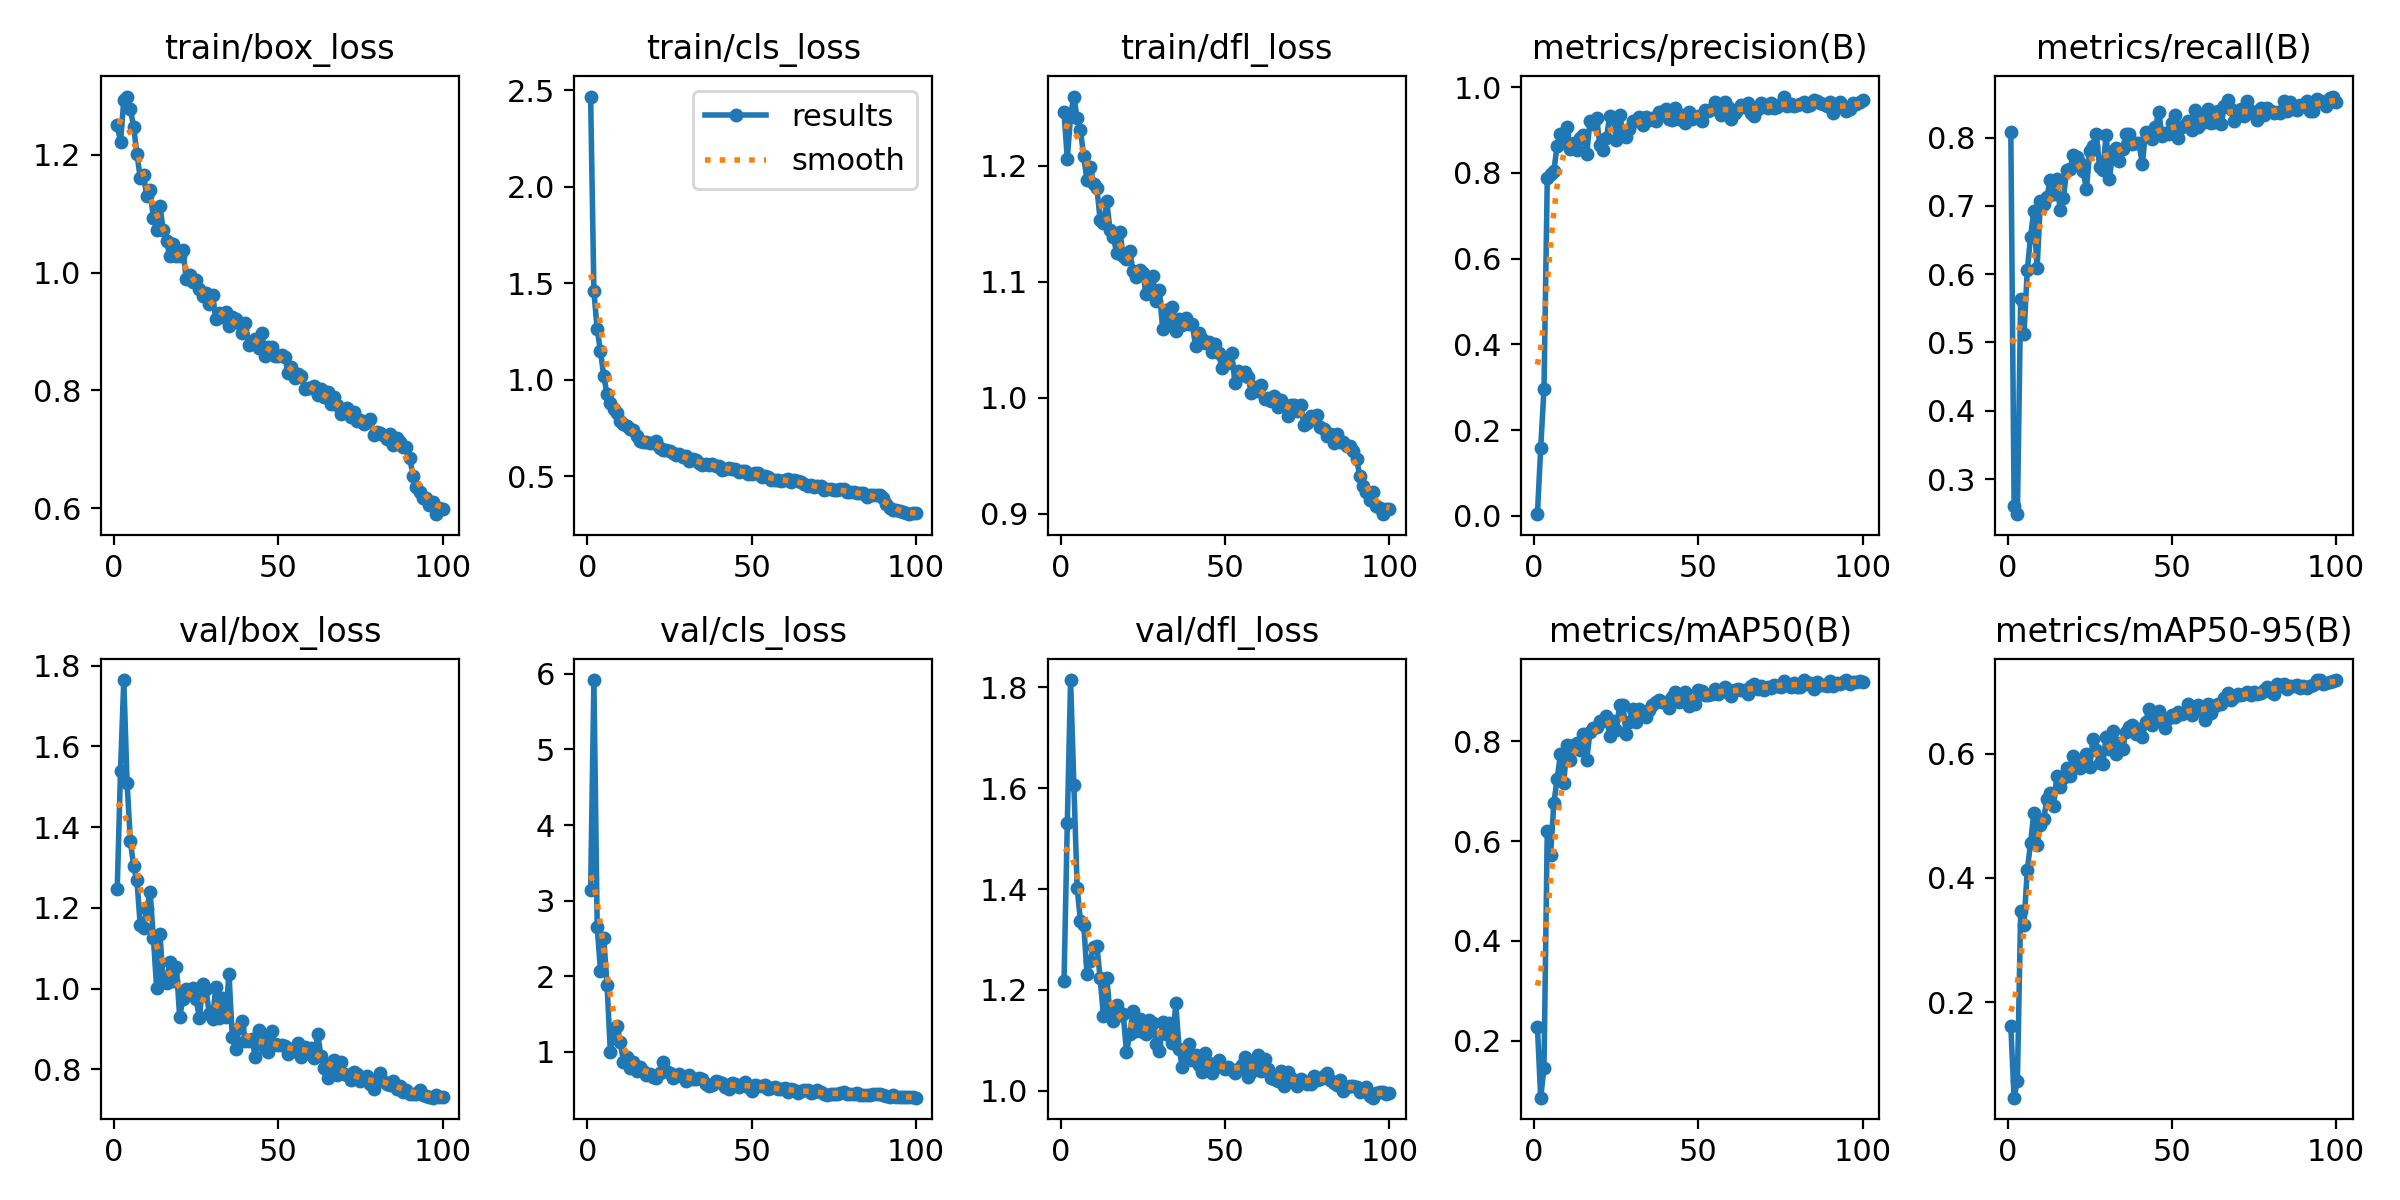 train/box_loss
train/cls_loss
train/dfl_loss
metrics/precision(B)
metrics/recall(B)
1.2
1.0
0.8
0.6
0 50 100
2.5
2.0
1.5
1.0
0.5
results
smooth
0 50 100
1.2
1.1
1.0
0.9
0 50 100
1.0
0.8
0.6
0.4
0.2
0.0
0 50 100
0.8
0.7
0.6
0.5
0.4
0.3
0 50 100
val/box_loss
val/cls_loss
val/dfl_loss
metrics/mAP50(B)
metrics/mAP50-95(B)
1.8
1.6
1.4
1.2
1.0
0.8
0 50 100
6
5
4
3
2
1
0 50 100
1.8
1.6
1.4
1.2
1.0
0 50 100
0.8
0.6
0.4
0.2
0 50 100
0.6
0.4
0.2
0 50 100